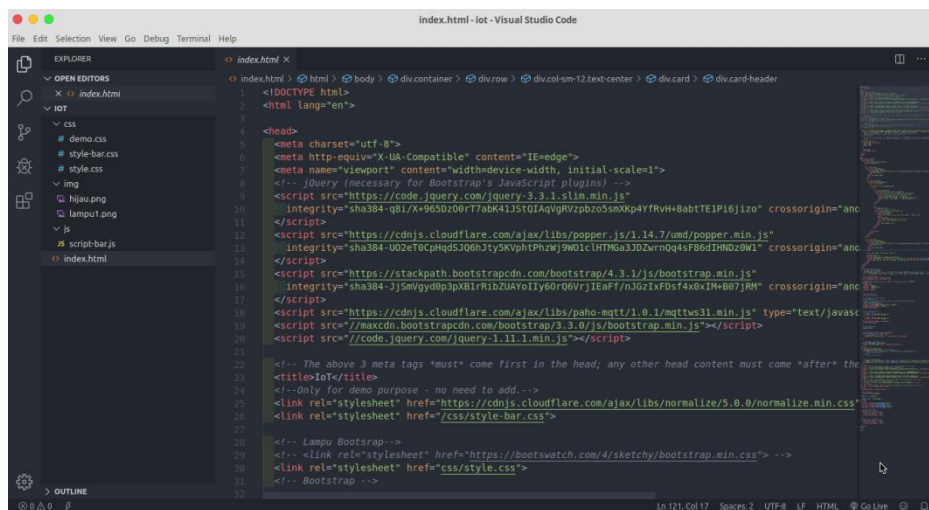 index.html - iot - Visual Studio Code
File Edit Selection View Go Debug Terminal Help
EXPLORER
OPEN EDITORS
index.html
IOT
css
# demo.css
# style-bar.css
# style.css
img
hijau.png
lampu1.png
js
JS script-bar.js
<> index.html
OUTLINE
<> index.html ×
<> index.html > html > body > div.container > div.row > div.col-sm-12.text-center > div.card > div.card-header
1 <!DOCTYPE html>
2 <html lang="en">
3
4 <head>
5 <meta charset="utf-8">
6 <meta http-equiv="X-UA-Compatible" content="IE=edge">
7 <meta name="viewport" content="width=device-width, initial-scale=1">
8 <!-- jQuery (necessary for Bootstrap's JavaScript plugins) -->
9 <script src="https://code.jquery.com/jquery-3.3.1.slim.min.js"
10 integrity="sha384-q8i/X+965DzO0rT7abK41JStQIAqVgRVzpbzo5smXKp4YfRvH+8abtTE1Pi6jizo" crossorigin="ano
11 </script>
12 <script src="https://cdnjs.cloudflare.com/ajax/libs/popper.js/1.14.7/umd/popper.min.js"
13 integrity="sha384-UO2eT0CpHqdSJQ6hJty5KVphtPhzWj9WO1clHTMGa3JDZwrnQq4sF86dIHNDz0W1" crossorigin="ano
14 </script>
15 <script src="https://stackpath.bootstrapcdn.com/bootstrap/4.3.1/js/bootstrap.min.js"
16 integrity="sha384-JjSmVgyd0p3pXB1rRibZUAYoIIy6OrQ6VrjIEaFf/nJGzIxFDsf4x0xIM+B07jRM" crossorigin="ano
17 </script>
18 <script src="https://cdnjs.cloudflare.com/ajax/libs/paho-mqtt/1.0.1/mqttws31.min.js" type="text/javasc
19 <script src="//maxcdn.bootstrapcdn.com/bootstrap/3.3.0/js/bootstrap.min.js"></script>
20 <script src="//code.jquery.com/jquery-1.11.1.min.js"></script>
21
22 <!-- The above 3 meta tags *must* come first in the head; any other head content must come *after* the
23 <title>IoT</title>
24 <!--Only for demo purpose - no need to add.-->
25 <link rel="stylesheet" href="https://cdnjs.cloudflare.com/ajax/libs/normalize/5.0.0/normalize.min.css"
26 <link rel="stylesheet" href="/css/style-bar.css">
27
28 <!-- Lampu Bootsrap-->
29 <!-- <link rel="stylesheet" href="https://bootswatch.com/4/sketchy/bootstrap.min.css"> -->
30 <link rel="stylesheet" href="css/style.css">
31 <!-- Bootstrap -->
32
0 0 Ln 121, Col 17 Spaces: 2 UTF-8 LF HTML Go Live